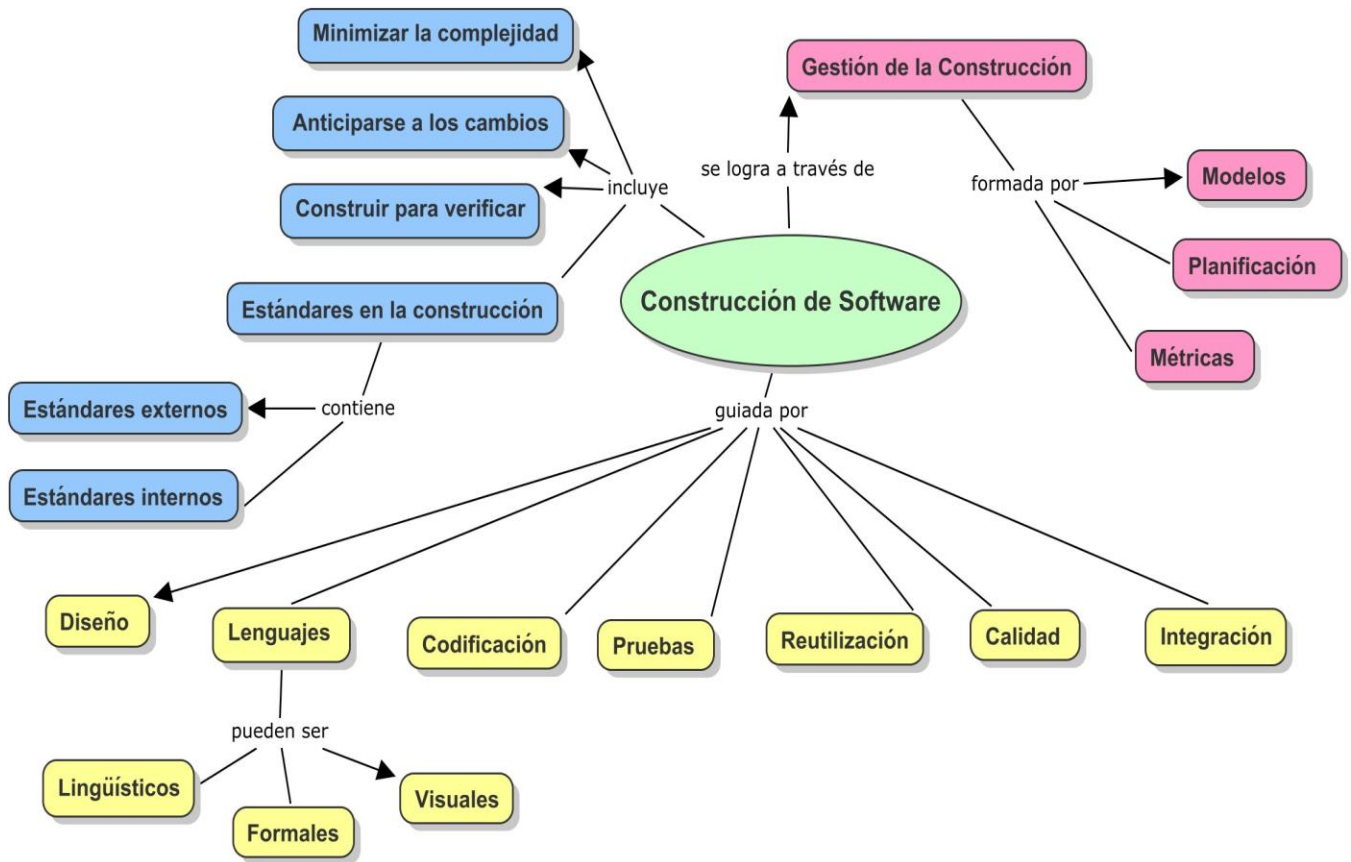 Minimizar la complejidad
Gestión de la Construcción
Anticiparse a los cambios
se logra a través de
incluye
formada por
Modelos
Construir para verificar
Planificación
Estándares en la construcción
Construcción de Software
Métricas
Estándares externos
contiene
guiada por
Estándares internos
Diseño
Lenguajes
Codificación
Pruebas
Reutilización
Calidad
Integración
pueden ser
Lingüísticos
Visuales
Formales